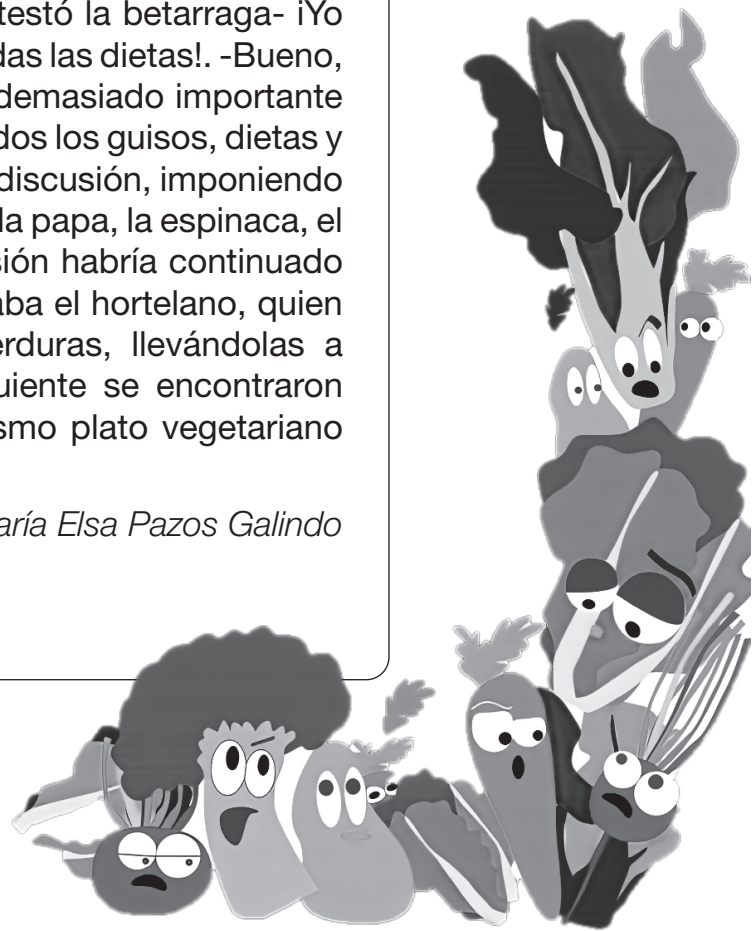 testó la betarraga- ¡Yo
das las dietas!. -Bueno,
demasiado importante
dos los guisos, dietas y
discusión, imponiendo
la papa, la espinaca, el
sión habría continuado
aba el hortelano, quien
erduras, llevándolas a
uiente se encontraron
smo plato vegetariano
aría Elsa Pazos Galindo